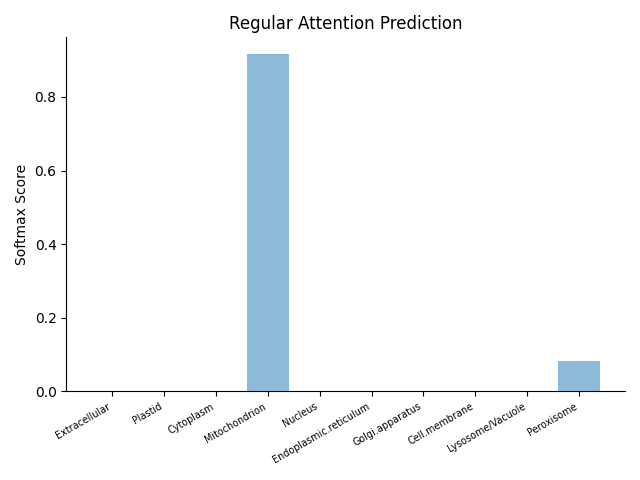 Regular Attention Prediction
Softmax Score
0.8
0.6
0.4
0.2
0.0
Extracellular
Plastid
Cytoplasm
Mitochondrion
Nucleus
Endoplasmic.reticulum
Golgi.apparatus
Cell.membrane
Lysosome/Vacuole
Peroxisome